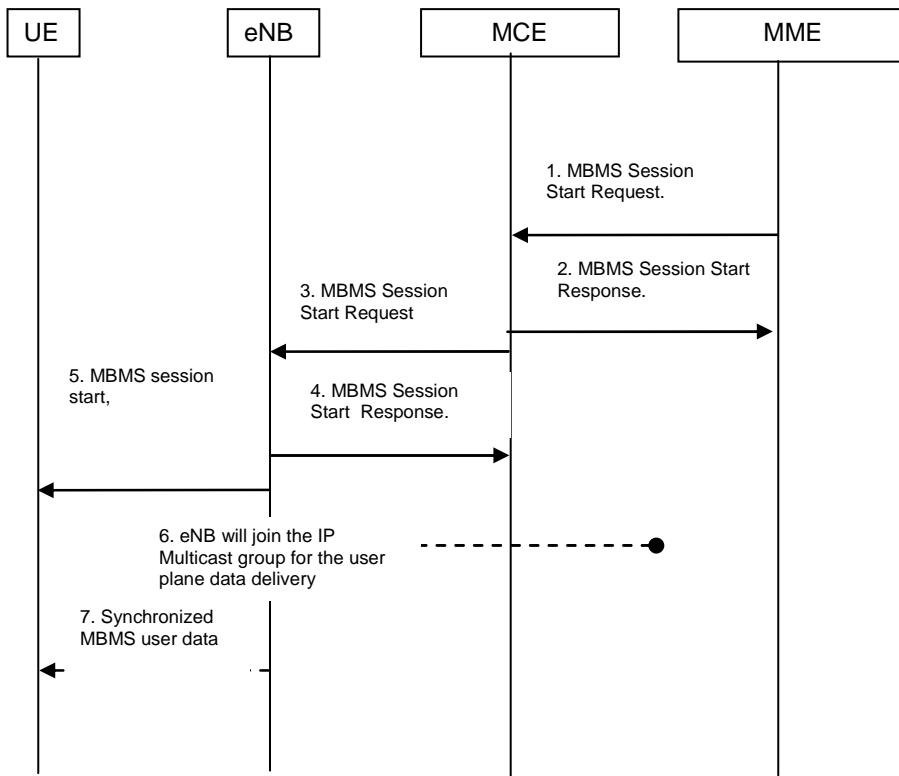 UE
eNB
MCE
MME
1. MBMS Session
Start Request.
2. MBMS Session Start
Response.
3. MBMS Session
Start Request
4. MBMS Session
Start Response.
5. MBMS session
start,
6. eNB will join the IP
Multicast group for the user
plane data delivery
7. Synchronized
MBMS user data